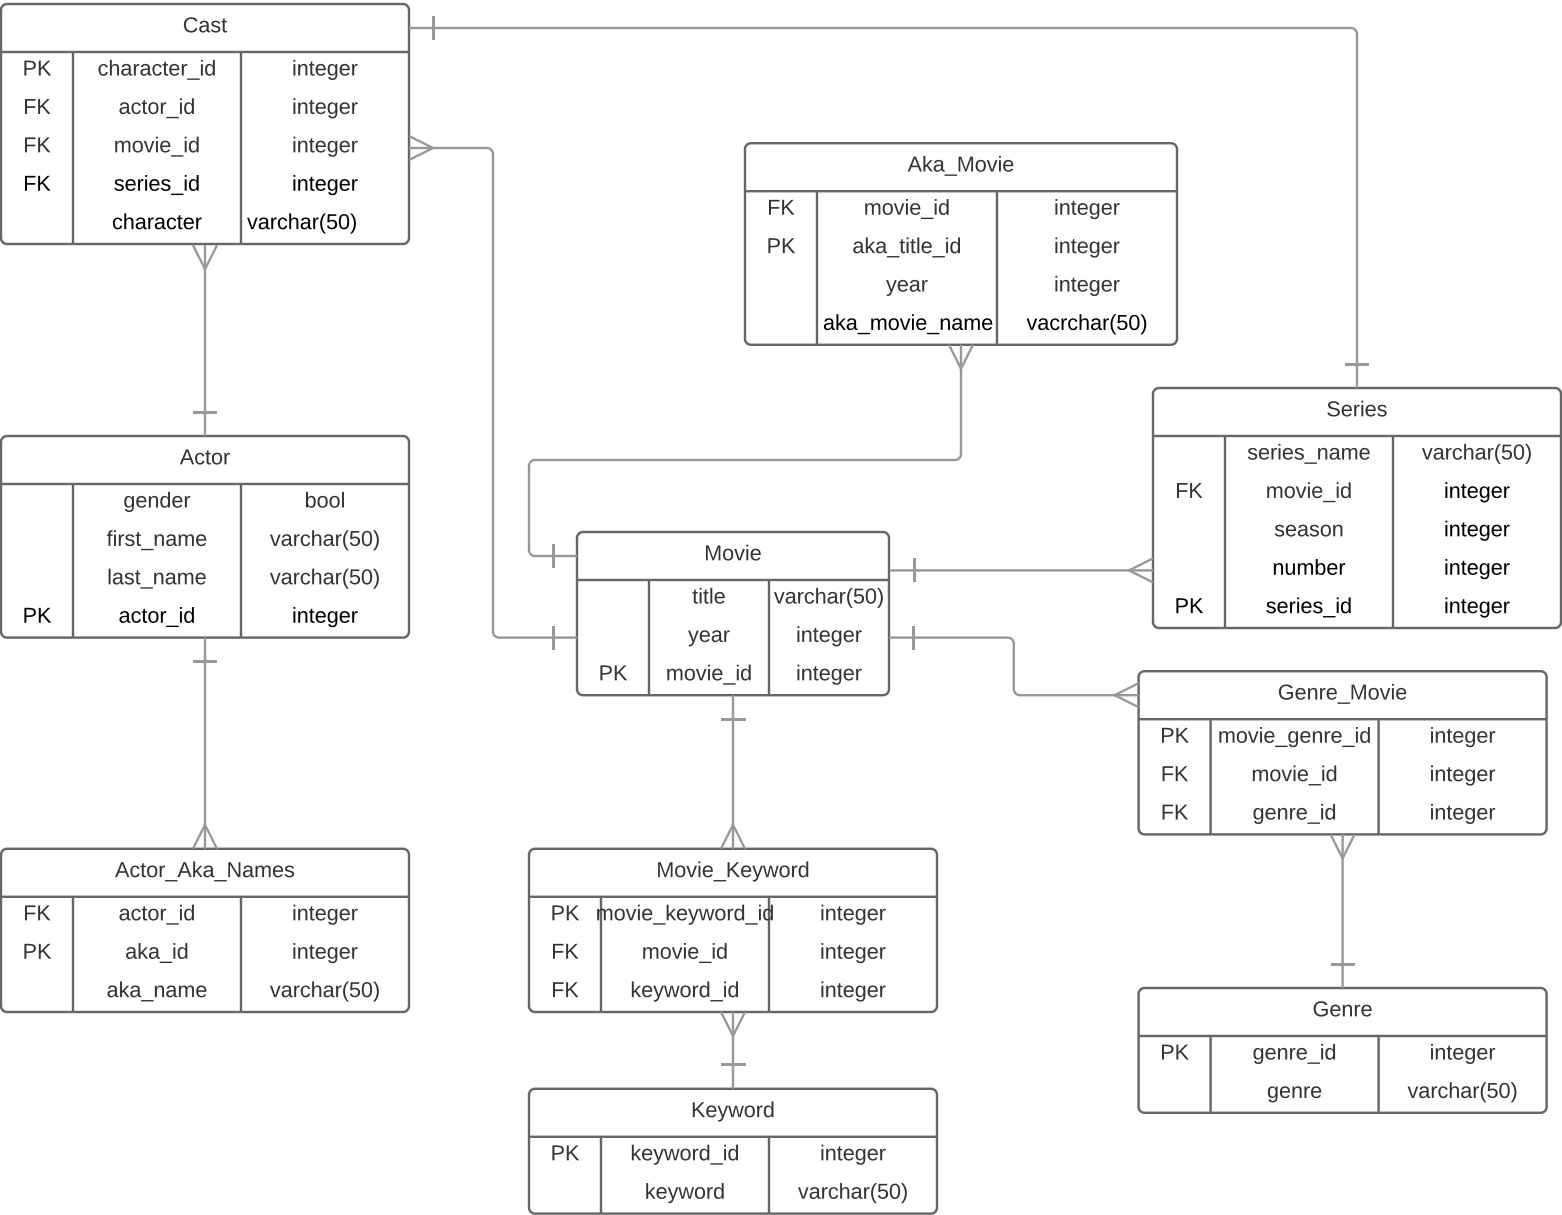 Cast
PK character_id integer
FK actor_id integer
FK movie_id integer
FK series_id integer
character varchar(50)
Aka_Movie
FK movie_id integer
PK aka_title_id integer
year integer
aka_movie_name vacrchar(50)
Series
series_name varchar(50)
FK movie_id integer
season integer
number integer
PK series_id integer
Actor
gender bool
first_name varchar(50)
last_name varchar(50)
PK actor_id integer
Movie
title varchar(50)
year integer
PK movie_id integer
Genre_Movie
PK movie_genre_id integer
FK movie_id integer
FK genre_id integer
Actor_Aka_Names
FK actor_id integer
PK aka_id integer
aka_name varchar(50)
Movie_Keyword
PK movie_keyword_id integer
FK movie_id integer
FK keyword_id integer
Genre
PK genre_id integer
genre varchar(50)
Keyword
PK keyword_id integer
keyword varchar(50)